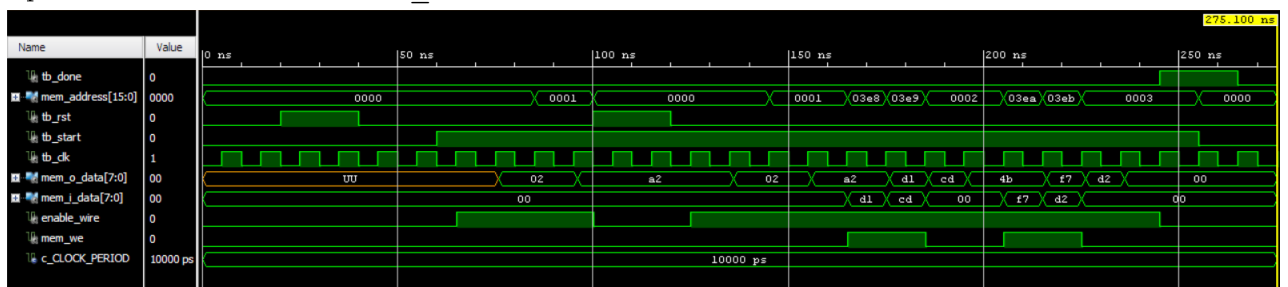 275.100 ns
Name Value 0 ns 50 ns 100 ns 150 ns 200 ns 250 ns
tb_done 0
mem_address[15:0] 0000 0000 0001 0000 0001 03e8 03e9 0002 03ea 03eb 0003 0000
tb_rst 0
tb_start 0
tb_clk 1
mem_o_data[7:0] 00 UU 02 a2 02 a2 d1 cd 4b f7 d2 00
mem_i_data[7:0] 00 00 d1 cd 00 f7 d2 00
enable_wire 0
mem_we 0
c_CLOCK_PERIOD 10000 ps 10000 ps